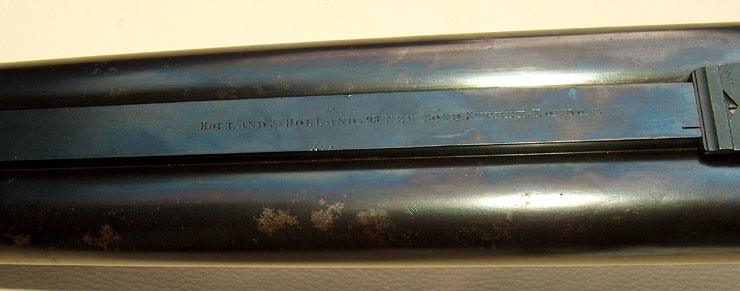 HOLLAND & HOLLAND. 98 NEW BOND STREET. LONDON.